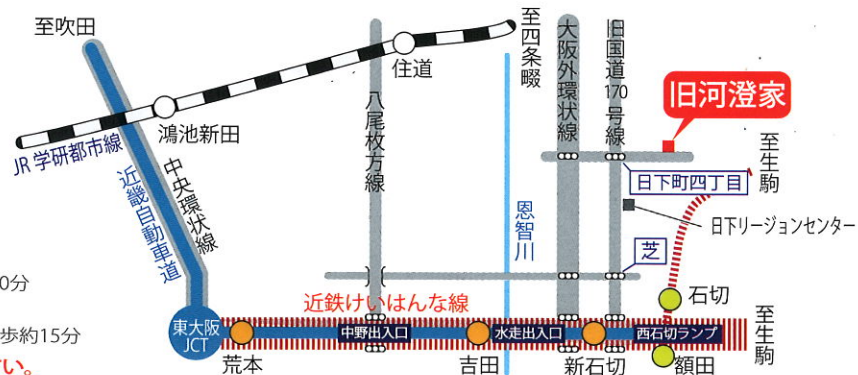 至吹田
至四条畷
住道
大阪外環状線
旧国道170号線
八尾枚方線
旧河澄家
鴻池新田
JR学研都市線
至生駒
中央環状線
近畿自動車道
日下町四丁目
恩智川
日下リージョンセンター
芝
0分
近鉄けいはんな線
石切
歩約15分
東大阪
JCT
中野出入口
水走出入口
西石切ランプ
至生駒
荒本
吉田
新石切
額田
い。